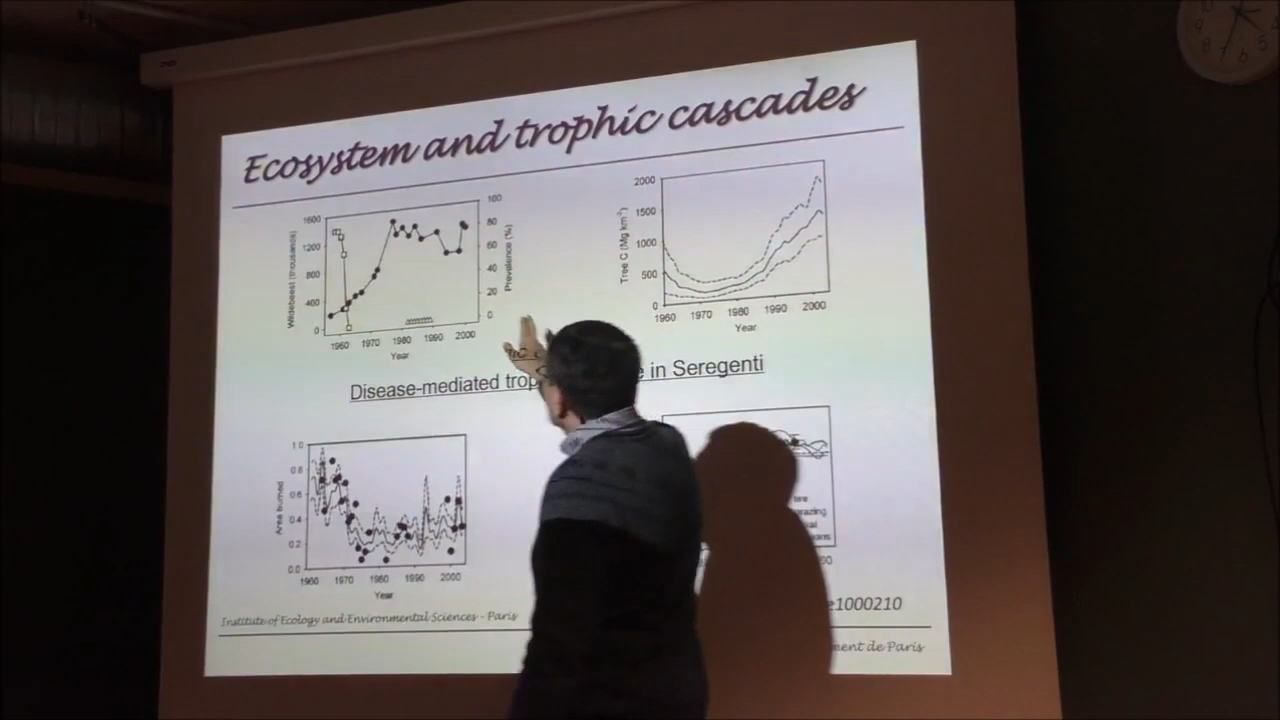 Ecosystem and trophic cascades
Wildebeest (thousands)
1600
1200
800
400
0
1960 1970 1980 1990 2000
Year
100
80
60
40
20
0
Prevalence (%)
Tree C (Mg km⁻²)
2000
1500
1000
500
0
1960 1970 1980 1990 2000
Year
Disease-mediated trop e in Seregenti
Area burned
1.0
0.8
0.6
0.4
0.2
0.0
1960 1970 1980 1990 2000
Year
fire
grazing
e1000210
Institute of Ecology and Environmental Sciences - Paris
ment de Paris